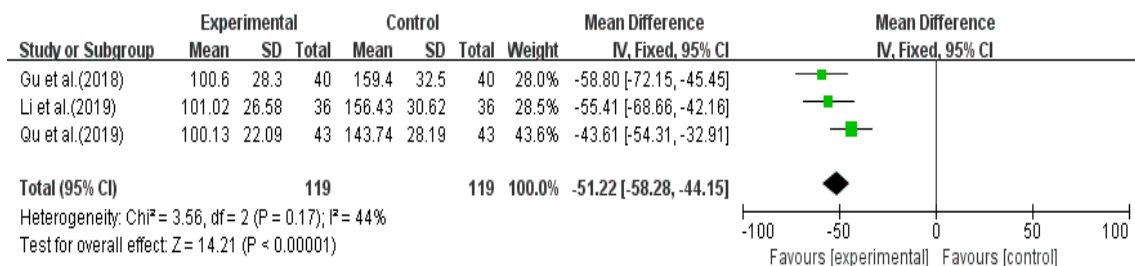 Experimental Control Mean Difference Mean Difference
Study or Subgroup Mean SD Total Mean SD Total Weight IV, Fixed, 95% CI IV, Fixed, 95% CI
Gu et al.(2018) 100.6 28.3 40 159.4 32.5 40 28.0% -58.80 [-72.15, -45.45]
Li et al.(2019) 101.02 26.58 36 156.43 30.62 36 28.5% -55.41 [-68.66, -42.16]
Qu et al.(2019) 100.13 22.09 43 143.74 28.19 43 43.6% -43.61 [-54.31, -32.91]
Total (95% CI) 119 119 100.0% -51.22 [-58.28, -44.15]
Heterogeneity: Chi² = 3.56, df = 2 (P = 0.17); I² = 44%
Test for overall effect: Z = 14.21 (P < 0.00001)
-100 -50 0 50 100
Favours [experimental] Favours [control]